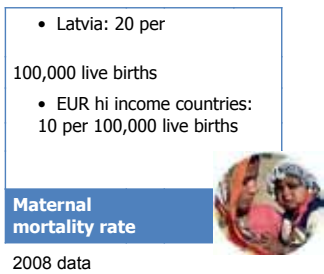 • Latvia: 20 per
100,000 live births
• EUR hi income countries:
10 per 100,000 live births
Maternal
mortality rate
2008 data